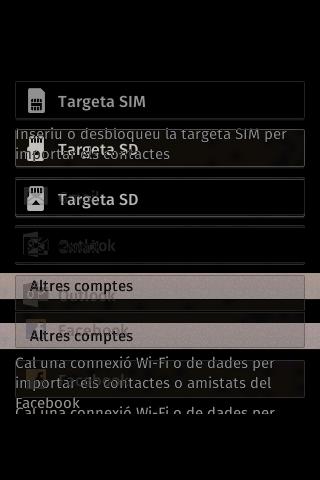 Targeta SIM
Inseriu o desbloqueu la targeta SIM per
Targeta SD
importar els contactes
Targeta SD
Outlook
Altres comptes
Outlook
Facebook
Altres comptes
Cal una connexió Wi-Fi o de dades per
Facebook
importar els contactes o amistats del
Facebook
Cal una connexió Wi-Fi o de dades per